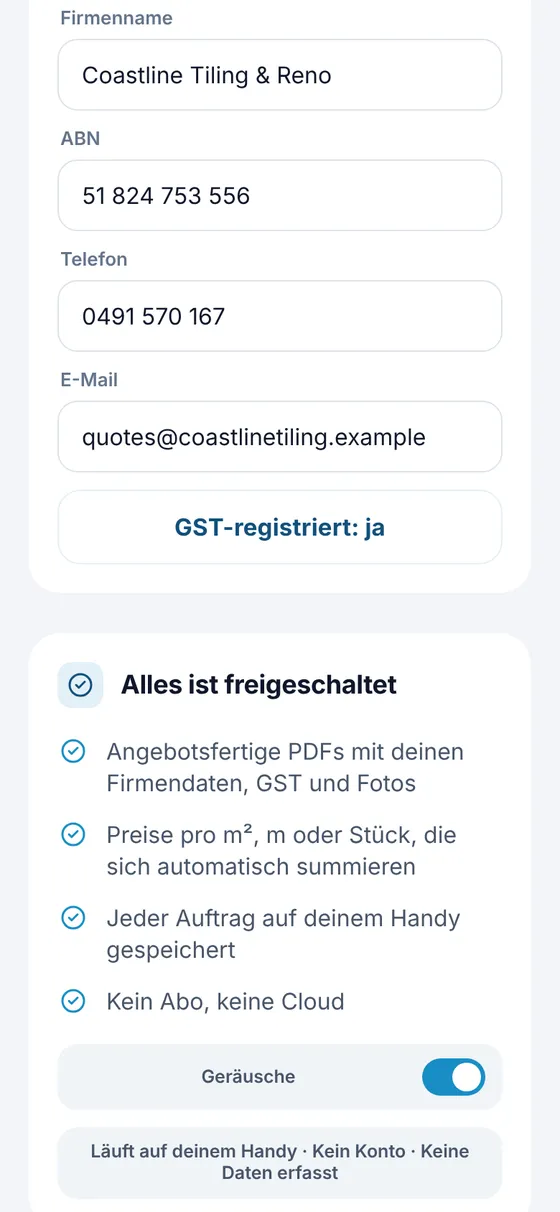 Firmenname
Coastline Tiling & Reno
ABN
51 824 753 556
Telefon
0491 570 167
E-Mail
quotes@coastlinetiling.example
GST-registriert: ja
Alles ist freigeschaltet
Angebotsfertige PDFs mit deinen
Firmendaten, GST und Fotos
Preise pro m², m oder Stück, die
sich automatisch summieren
Jeder Auftrag auf deinem Handy
gespeichert
Kein Abo, keine Cloud
Geräusche
Läuft auf deinem Handy · Kein Konto · Keine
Daten erfasst